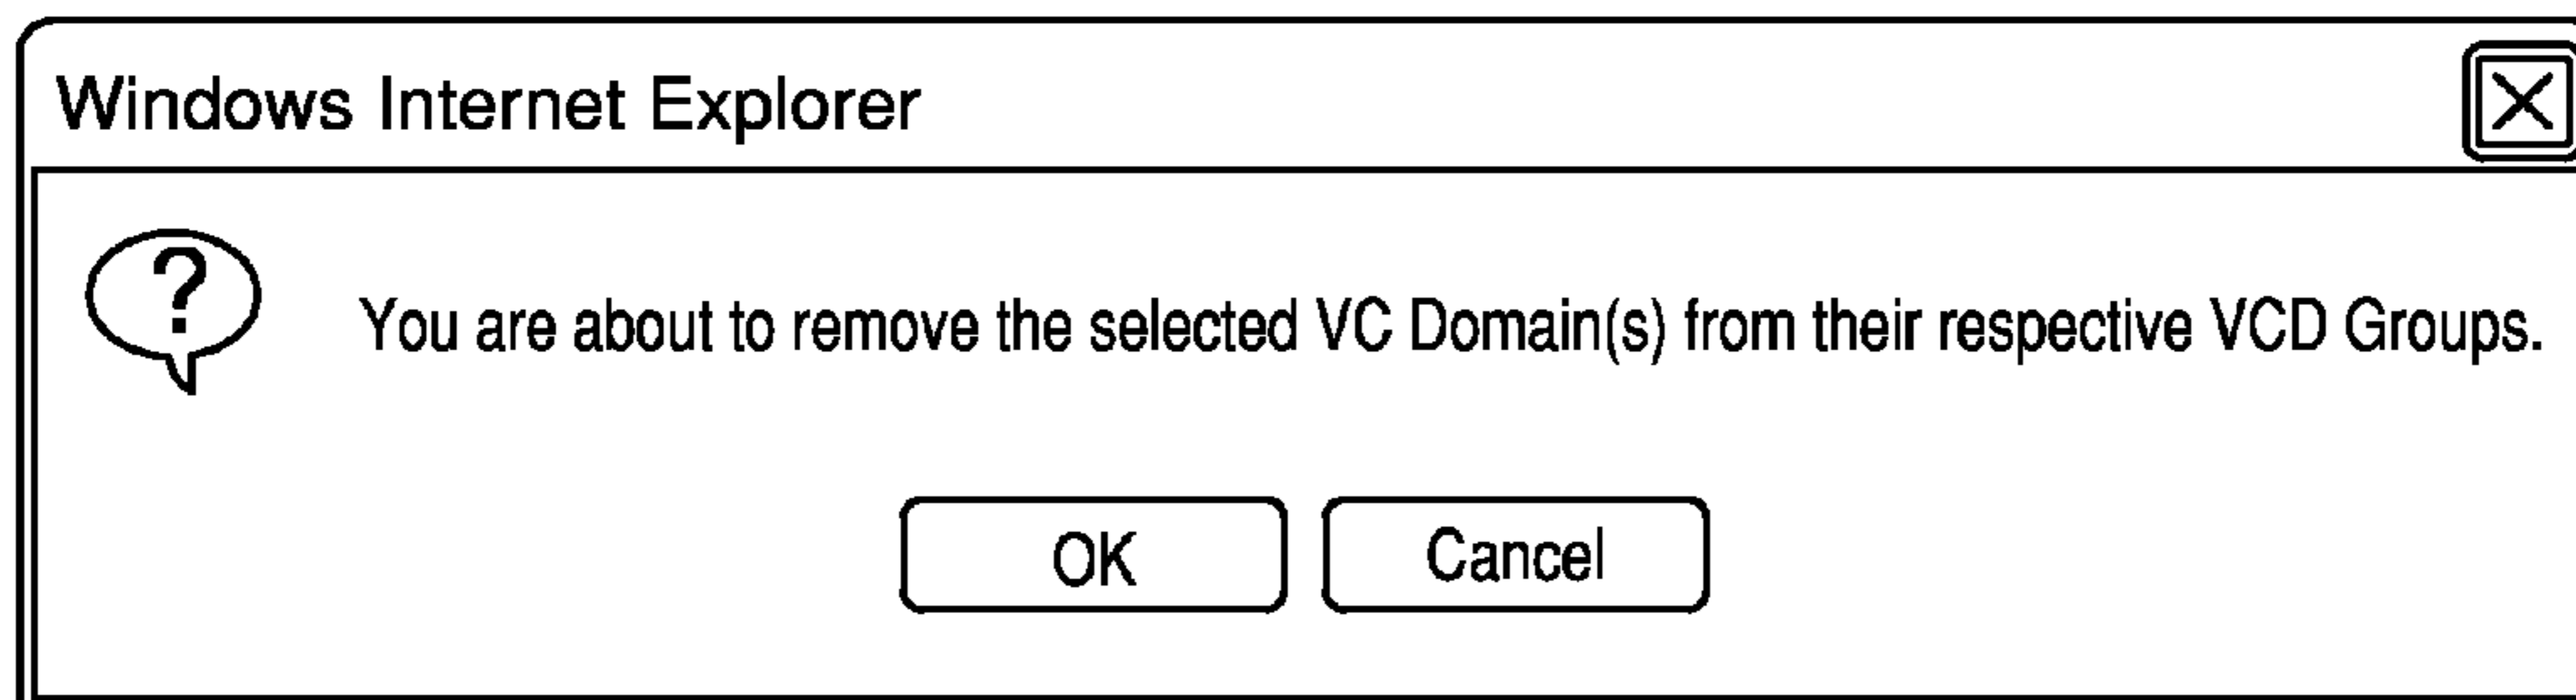 Windows Internet Explorer
?
You are about to remove the selected VC Domain(s) from their respective VCD Groups.
OK
Cancel